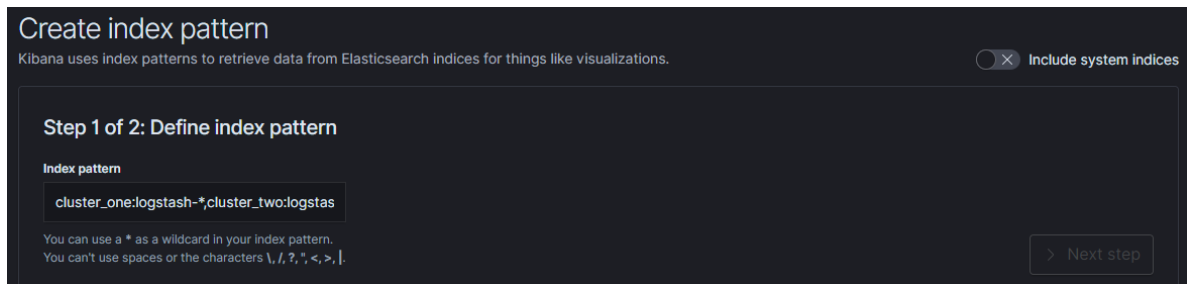 Create index pattern
Kibana uses index patterns to retrieve data from Elasticsearch indices for things like visualizations.
Include system indices
Step 1 of 2: Define index pattern
Index pattern
cluster_one:logstash-*,cluster_two:logstas
You can use a * as a wildcard in your index pattern.
You can't use spaces or the characters \, /, ?, ", <, >, |.
Next step